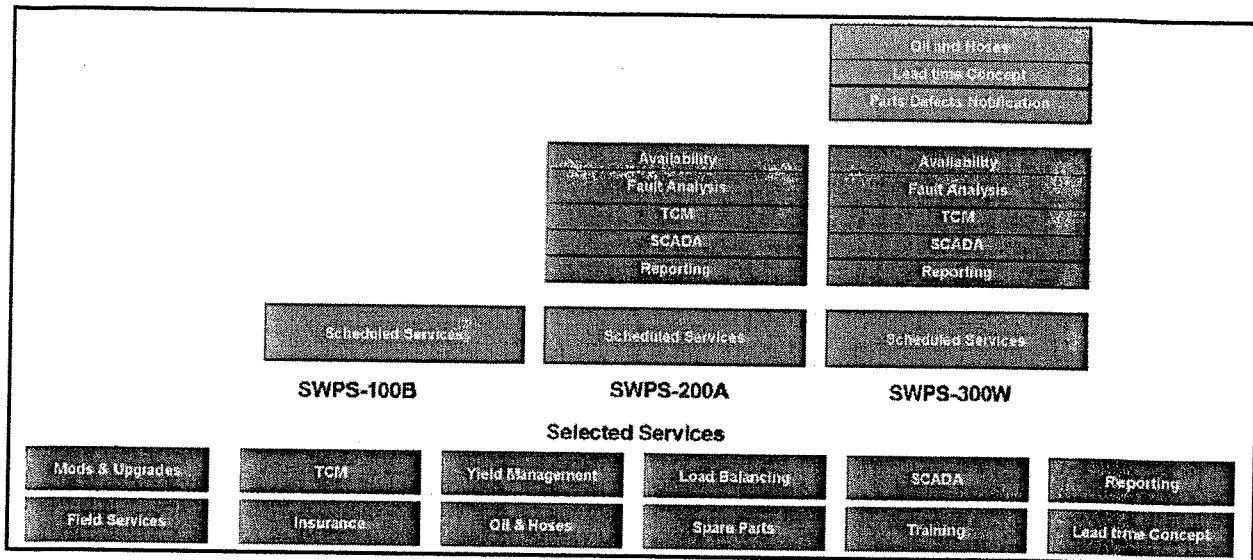 Oil and Hoses
Lead time Concept
Parts Defects Notification
Availability
Fault Analysis
TCM
SCADA
Reporting
Availability
Fault Analysis
TCM
SCADA
Reporting
Scheduled Services
Scheduled Services
Scheduled Services
SWPS-100B
SWPS-200A
SWPS-300W
Selected Services
Mods & Upgrades
TCM
Yield Management
Load Balancing
SCADA
Reporting
Field Services
Insurance
Oil & Hoses
Spare Parts
Training
Lead time Concept